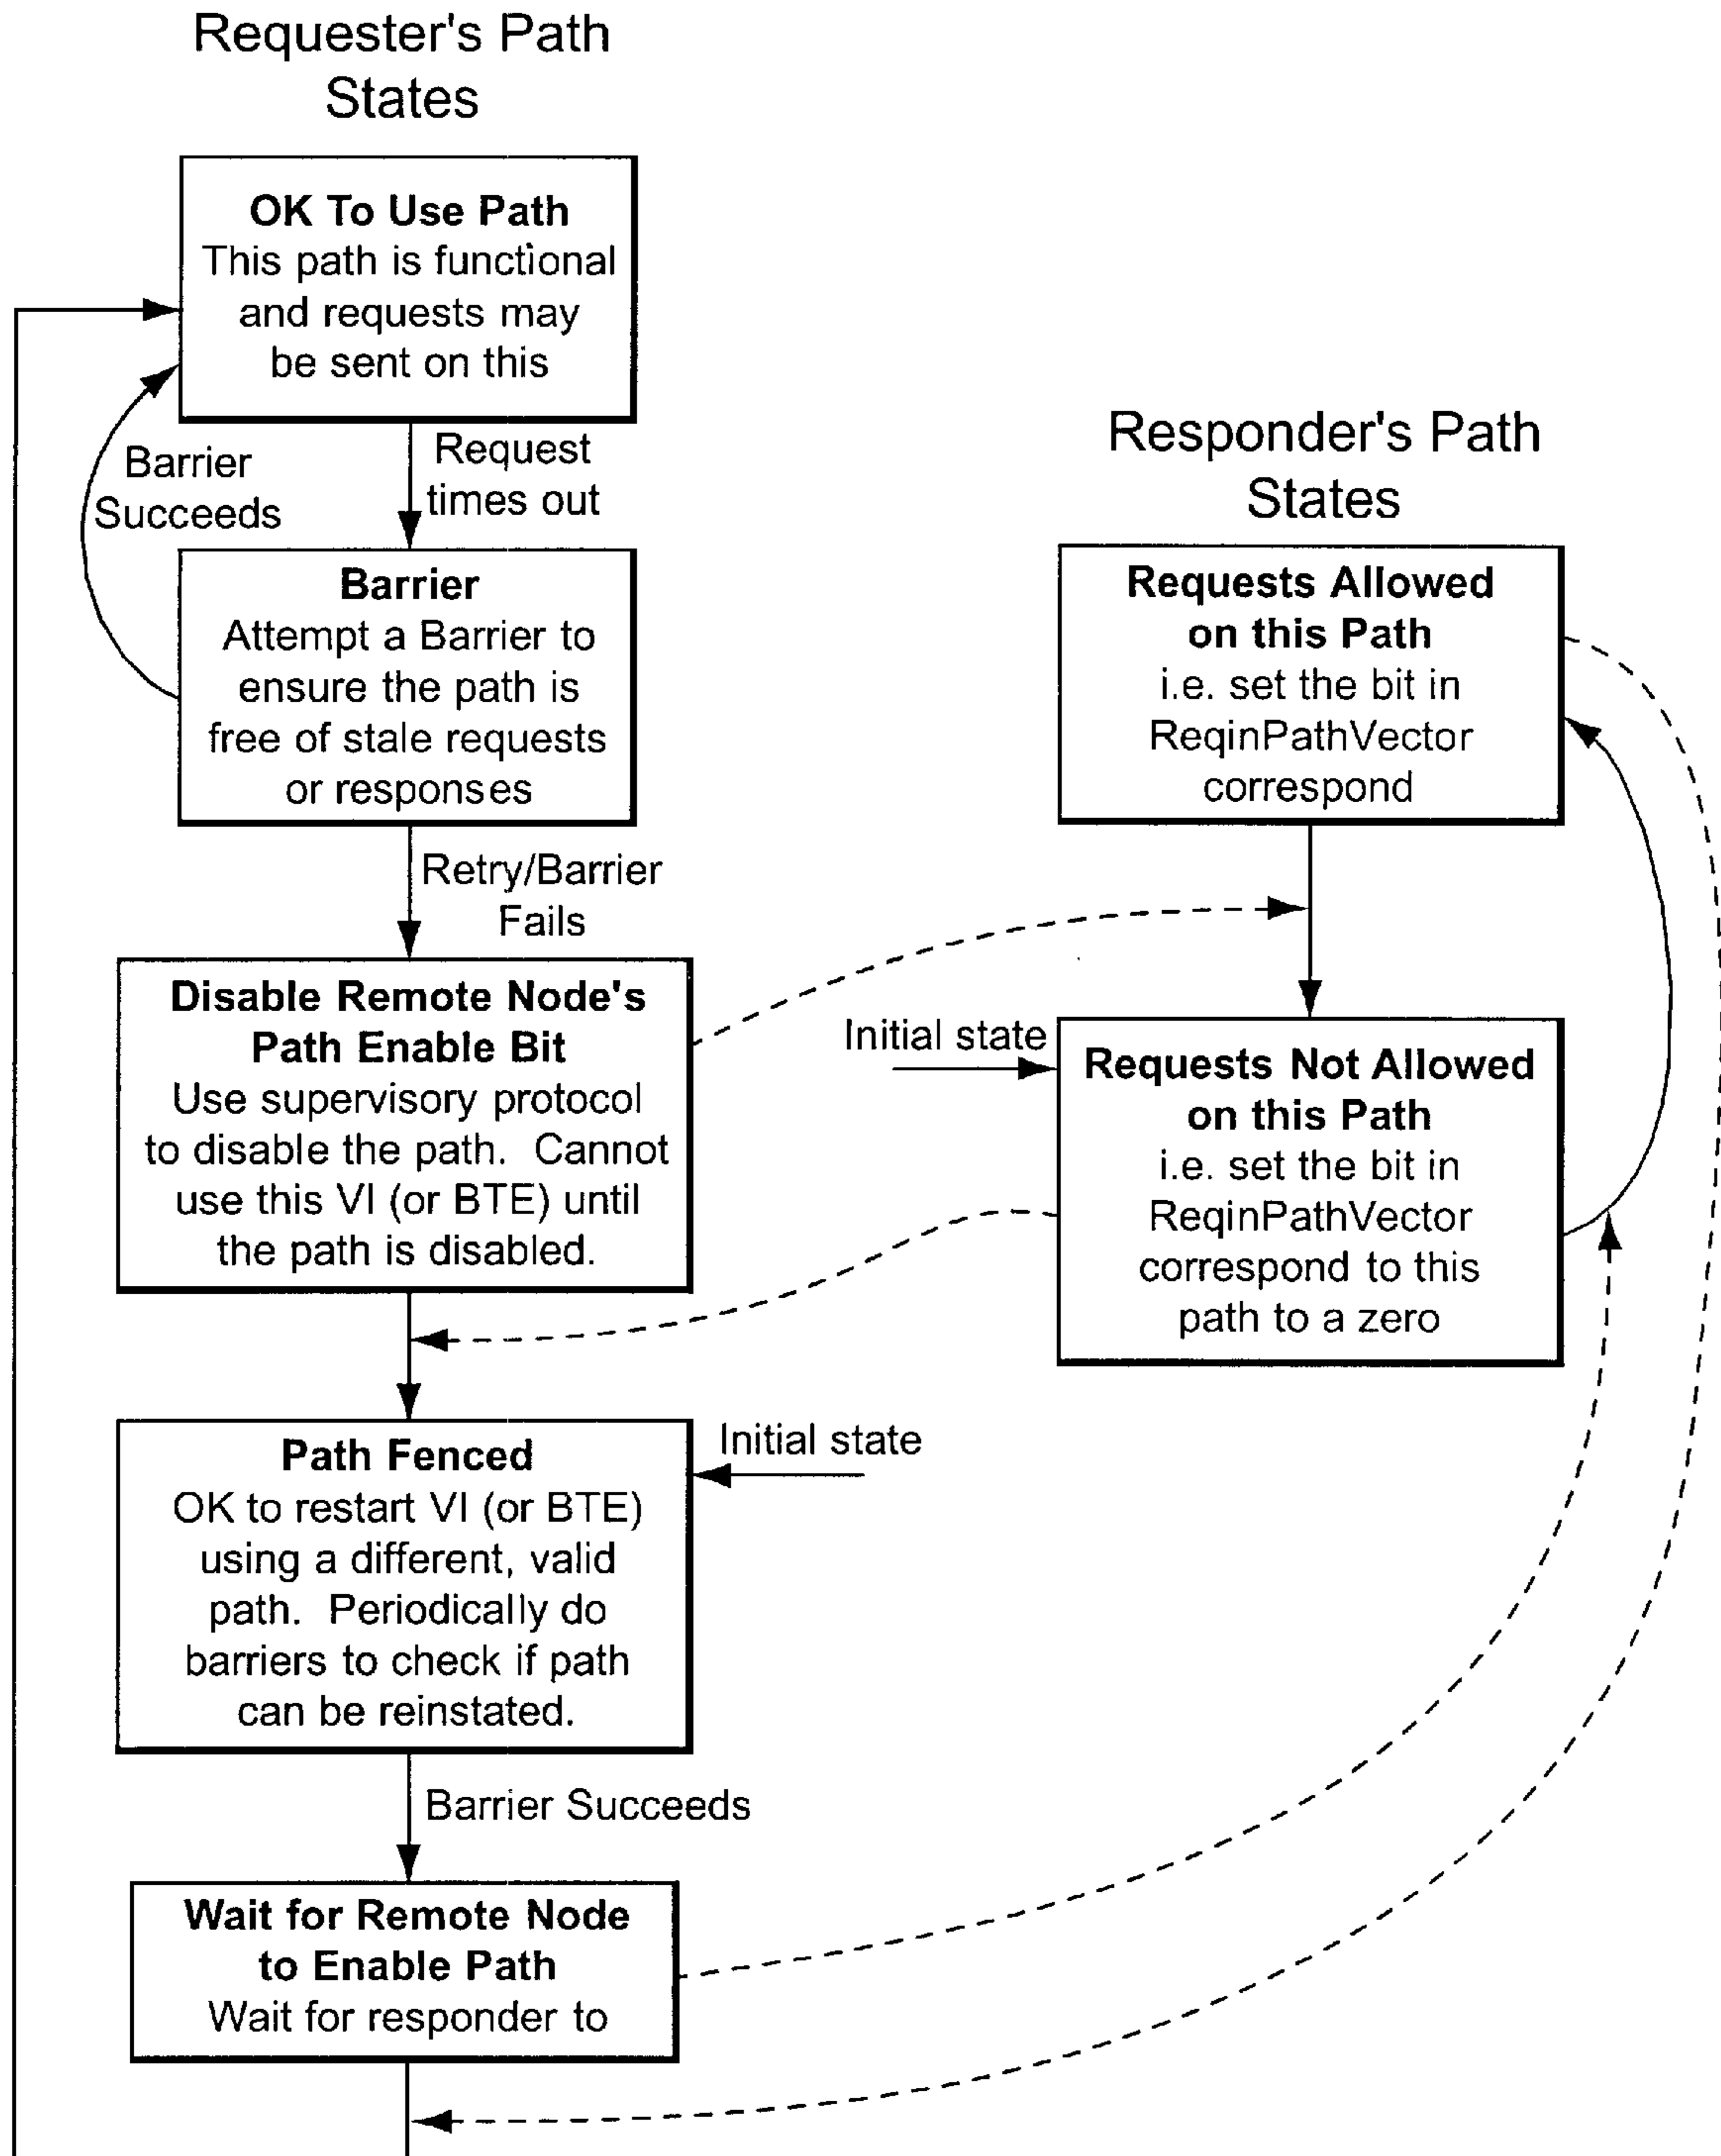 Requester's Path
States
OK To Use Path
This path is functional
and requests may
be sent on this
Barrier
Succeeds
Request
times out
Barrier
Attempt a Barrier to
ensure the path is
free of stale requests
or responses
Retry/Barrier
Fails
Disable Remote Node's
Path Enable Bit
Use supervisory protocol
to disable the path. Cannot
use this VI (or BTE) until
the path is disabled.
Path Fenced
OK to restart VI (or BTE)
using a different, valid
path. Periodically do
barriers to check if path
can be reinstated.
Initial state
Barrier Succeeds
Wait for Remote Node
to Enable Path
Wait for responder to
Responder's Path
States
Requests Allowed
on this Path
i.e. set the bit in
ReqinPathVector
correspond
Initial state
Requests Not Allowed
on this Path
i.e. set the bit in
ReqinPathVector
correspond to this
path to a zero